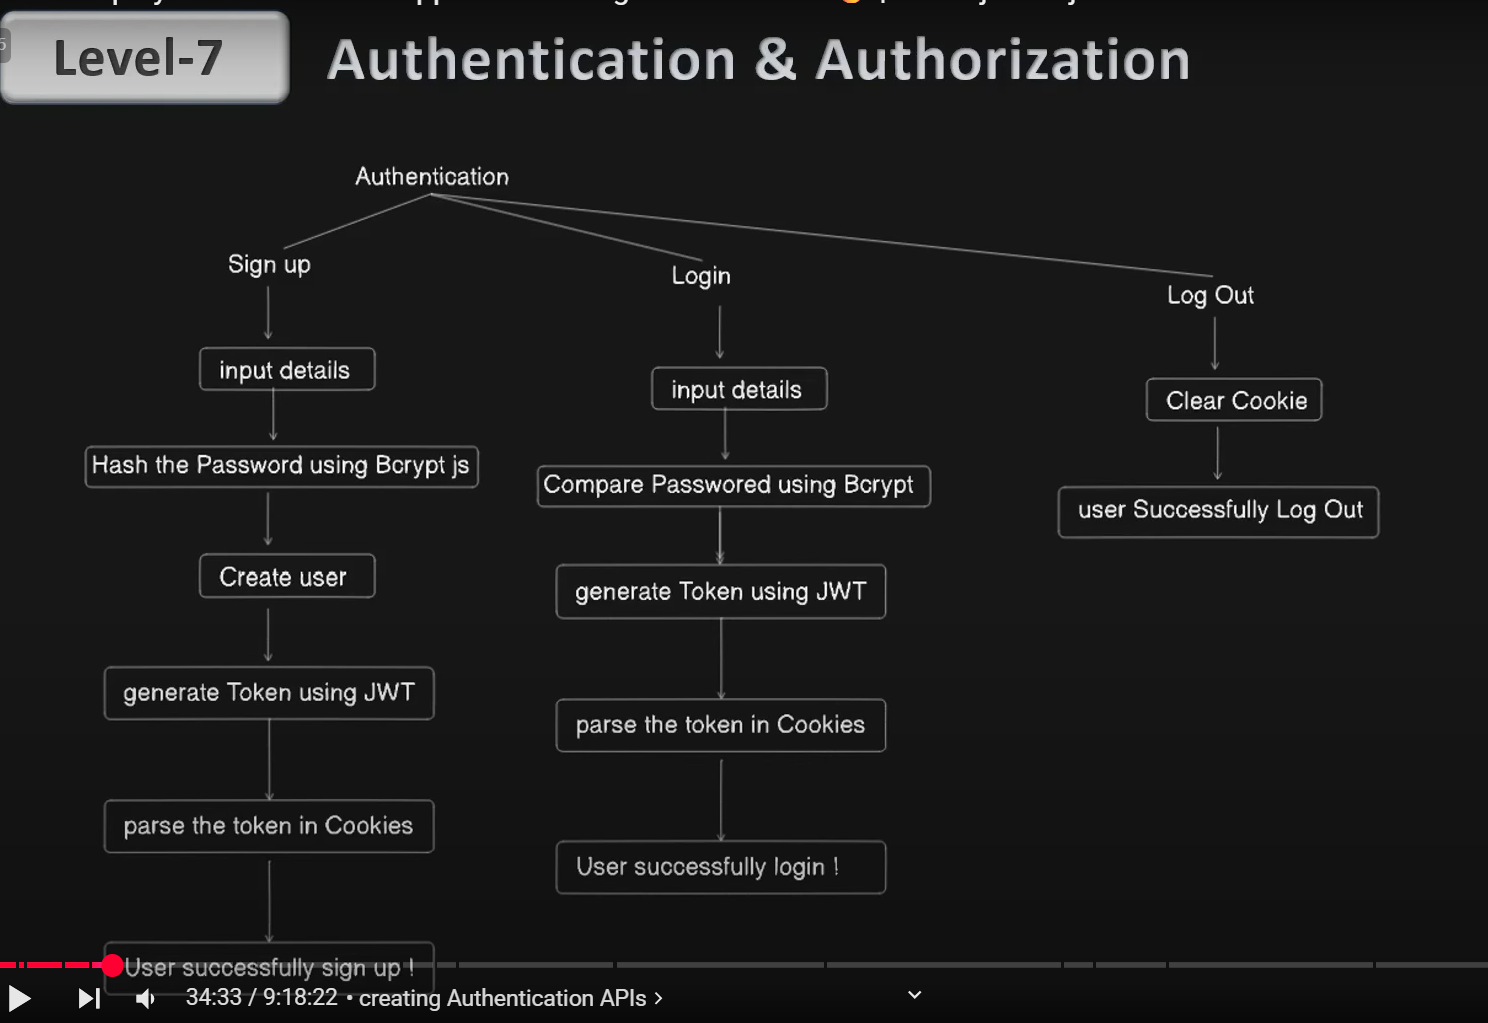 Level-7
Authentication & Authorization
Authentication
Sign up
input details
Hash the Password using Bcrypt js
Create user
generate Token using JWT
parse the token in Cookies
User successfully sign up !
Login
input details
Compare Passwored using Bcrypt
generate Token using JWT
parse the token in Cookies
User successfully login !
Log Out
Clear Cookie
user Successfully Log Out
34:33 / 9:18:22 • creating Authentication APIs >